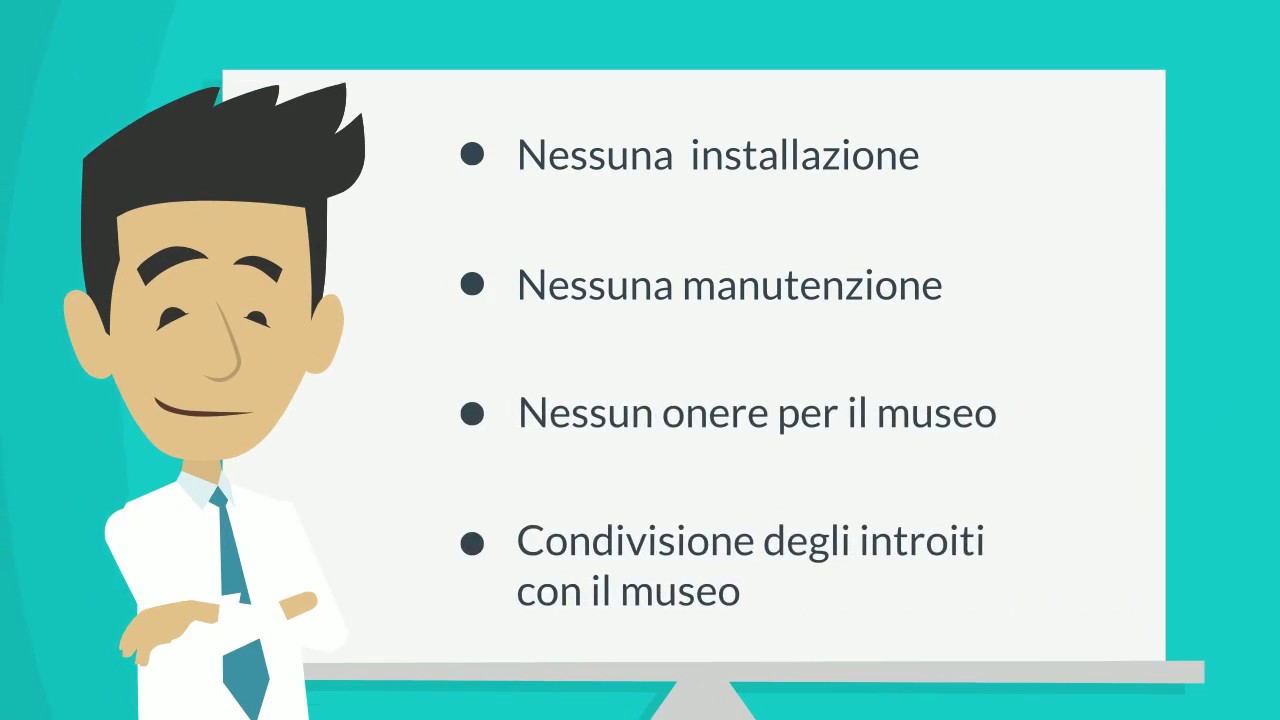 Nessuna installazione
Nessuna manutenzione
Nessun onere per il museo
Condivisione degli introiti
con il museo